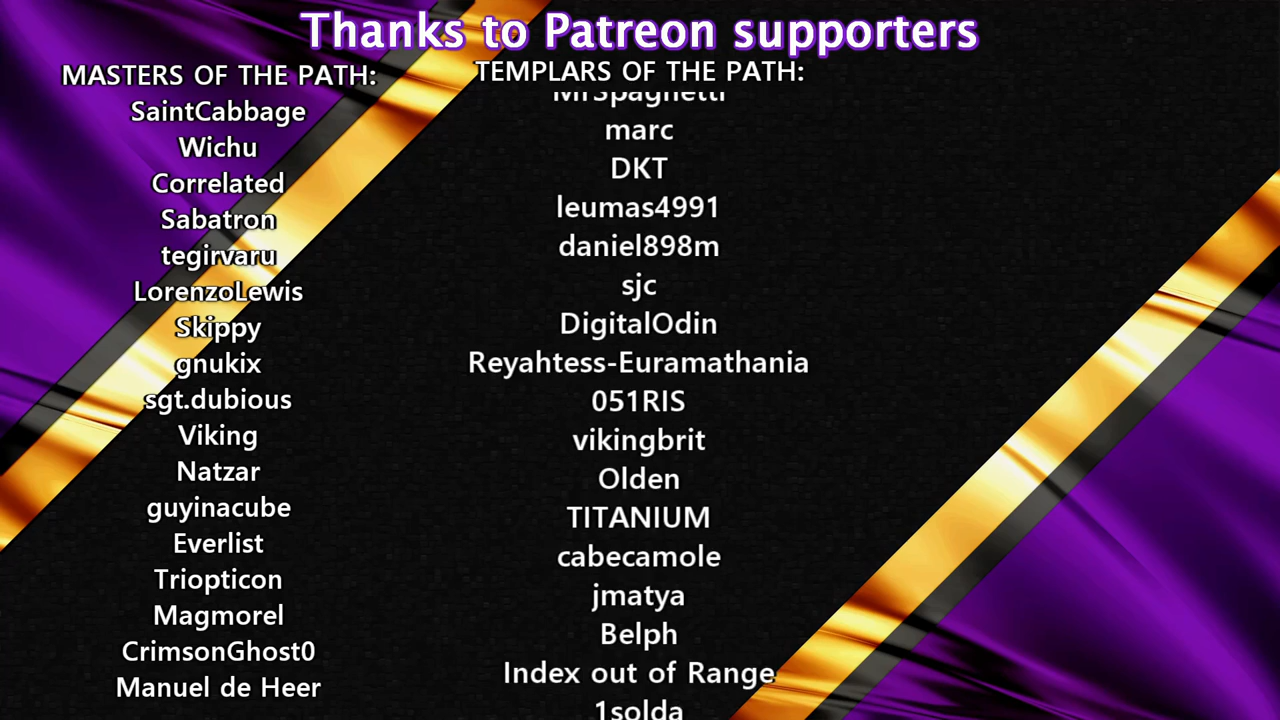 Thanks to Patreon supporters
MASTERS OF THE PATH:
SaintCabbage
Wichu
Correlated
Sabatron
tegirvaru
LorenzoLewis
Skippy
gnukix
sgt.dubious
Viking
Natzar
guyinacube
Everlist
Triopticon
Magmorel
CrimsonGhost0
Manuel de Heer
TEMPLARS OF THE PATH:
MrSpaghetti
marc
DKT
leumas4991
daniel898m
sjc
DigitalOdin
Reyahtess-Euramathania
051RIS
vikingbrit
Olden
TITANIUM
cabecamole
jmatya
Belph
Index out of Range
1solda